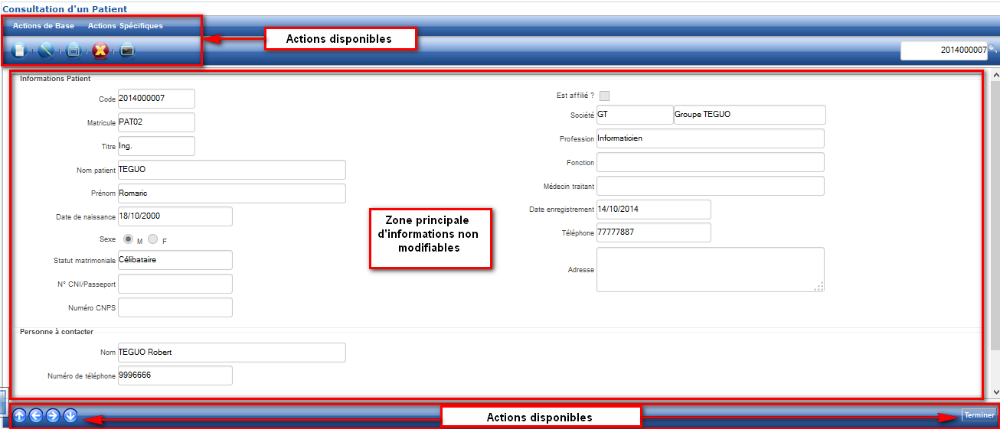 Consultation d'un Patient
Actions de Base Actions Spécifiques
Actions disponibles
2014000007
Informations Patient
Code 2014000007
Est affilié ?
Matricule PAT02
Société GT Groupe TEGUO
Titre Ing.
Profession Informaticien
Nom patient TEGUO
Fonction
Prénom Romaric
Médecin traitant
Date de naissance 18/10/2000
Date enregistrement 14/10/2014
Zone principale
d'informations non
modifiables
Sexe M F
Téléphone 77777887
Statut matrimoniale Célibataire
Adresse
N° CNI/Passeport
Numéro CNPS
Personne à contacter
Nom TEGUO Robert
Numéro de téléphone 9996666
Actions disponibles
Terminer